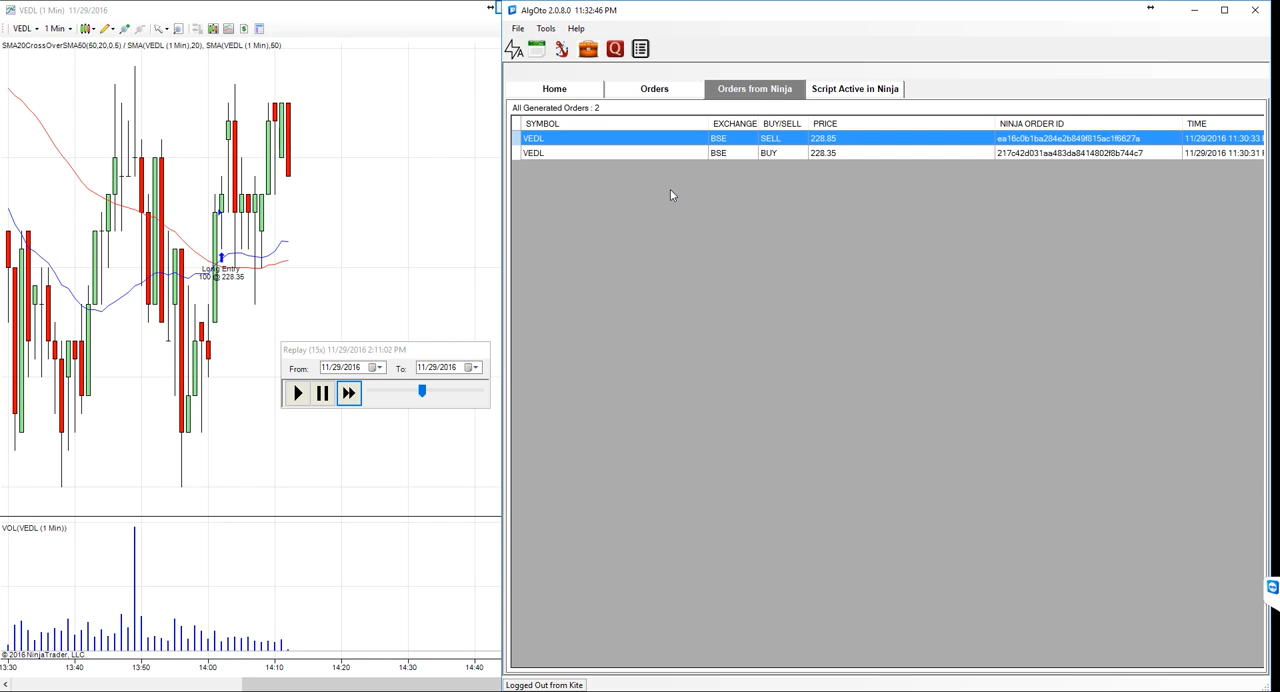 VEDL (1 Min) 11/29/2016
VEDL 1 Min
SMA20CrossOverSMA50(50,20,0.5) / SMA(VEDL (1 Min),20), SMA(VEDL (1 Min),50)
Long Entry
100 @ 228.35
Replay (15x) 11/29/2016 2:11:02 PM
From: 11/29/2016 To: 11/29/2016
VOL(VEDL (1 Min))
© 2016 NinjaTrader, LLC
13:30 13:40 13:50 14:00 14:10 14:20 14:30 14:40
AlgOto 2.0.8.0 11:32:46 PM
File Tools Help
Q
Home Orders Orders from Ninja Script Active in Ninja
All Generated Orders : 2
SYMBOL EXCHANGE BUY/SELL PRICE NINJA ORDER ID TIME
VEDL BSE SELL 228.85 ea16c0b1ba284e2b849f815ac1f6627a 11/29/2016 11:30:33
VEDL BSE BUY 228.35 217c42d031aa483da8414802f8b744c7 11/29/2016 11:30:31
Logged Out from Kite